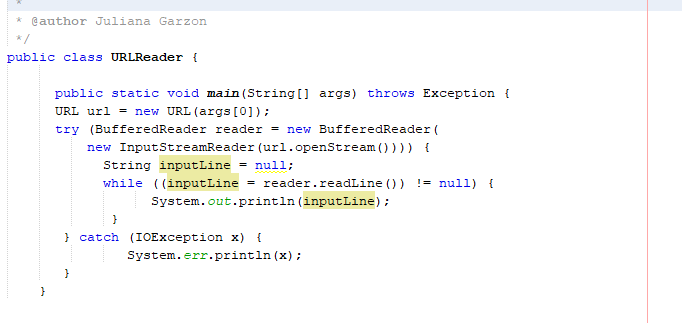 *
* @author Juliana Garzon
*/
public class URLReader {
public static void main(String[] args) throws Exception {
URL url = new URL(args[0]);
try (BufferedReader reader = new BufferedReader(
new InputStreamReader(url.openStream()))) {
String inputLine = null;
while ((inputLine = reader.readLine()) != null) {
System.out.println(inputLine);
}
} catch (IOException x) {
System.err.println(x);
}
}